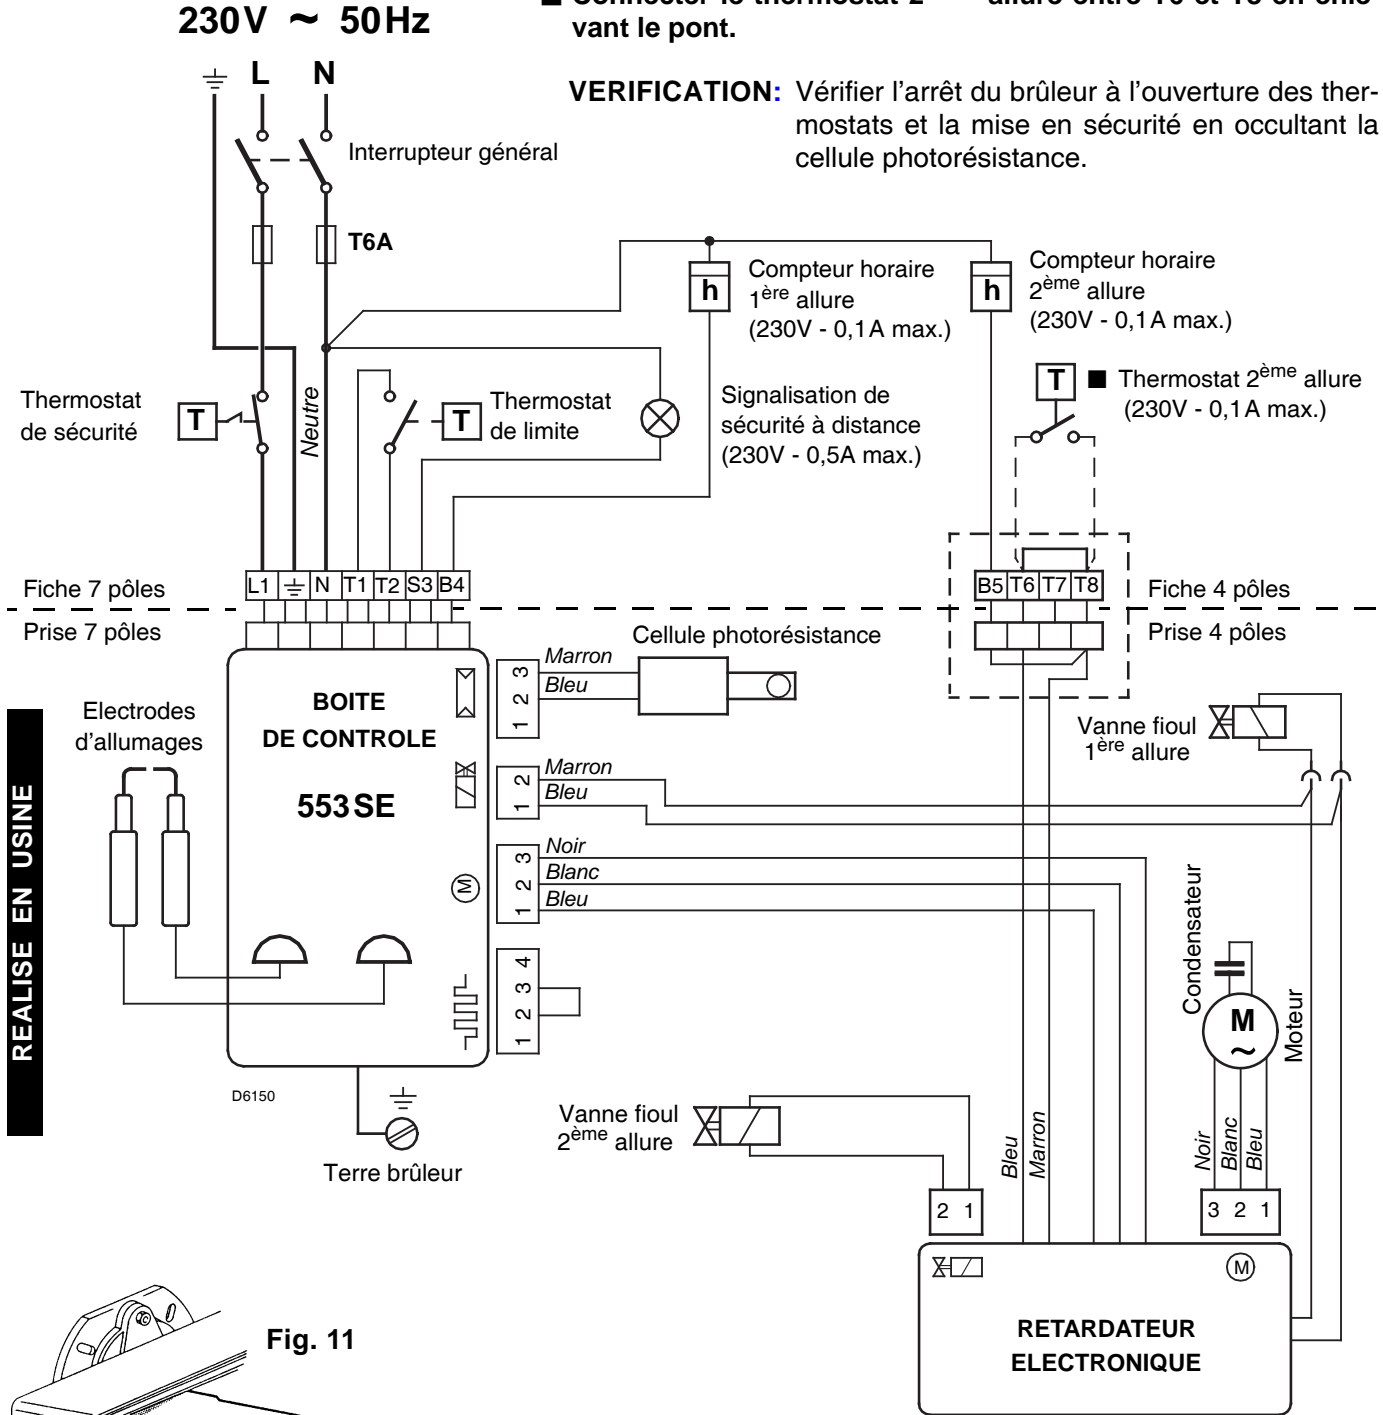 230V ~ 50Hz
vant le pont.
L N
VERIFICATION: Vérifier l'arrêt du brûleur à l'ouverture des ther-
mostats et la mise en sécurité en occultant la
cellule photorésistance.
Interrupteur général
T6A
h
Compteur horaire
1ère allure
(230V - 0,1A max.)
h
Compteur horaire
2ème allure
(230V - 0,1A max.)
Thermostat
de sécurité
T
Neutre
T
Thermostat
de limite
Signalisation de
sécurité à distance
(230V - 0,5A max.)
T
■ Thermostat 2ème allure
(230V - 0,1A max.)
Fiche 7 pôles
L1 N T1 T2 S3 B4
B5 T6 T7 T8
Fiche 4 pôles
Prise 7 pôles
Prise 4 pôles
Cellule photorésistance
Marron
Bleu
3
2
1
BOITE
DE CONTROLE
553SE
Electrodes
d'allumages
Vanne fioul
1ère allure
Marron
Bleu
2
1
Noir
Blanc
Bleu
3
2
1
M
4
3
2
1
REALISE EN USINE
Condensateur
M
~
Moteur
D6150
Terre brûleur
Vanne fioul
2ème allure
Bleu
Marron
Noir
Blanc
Bleu
2 1
3 2 1
M
RETARDATEUR
ELECTRONIQUE
Fig. 11